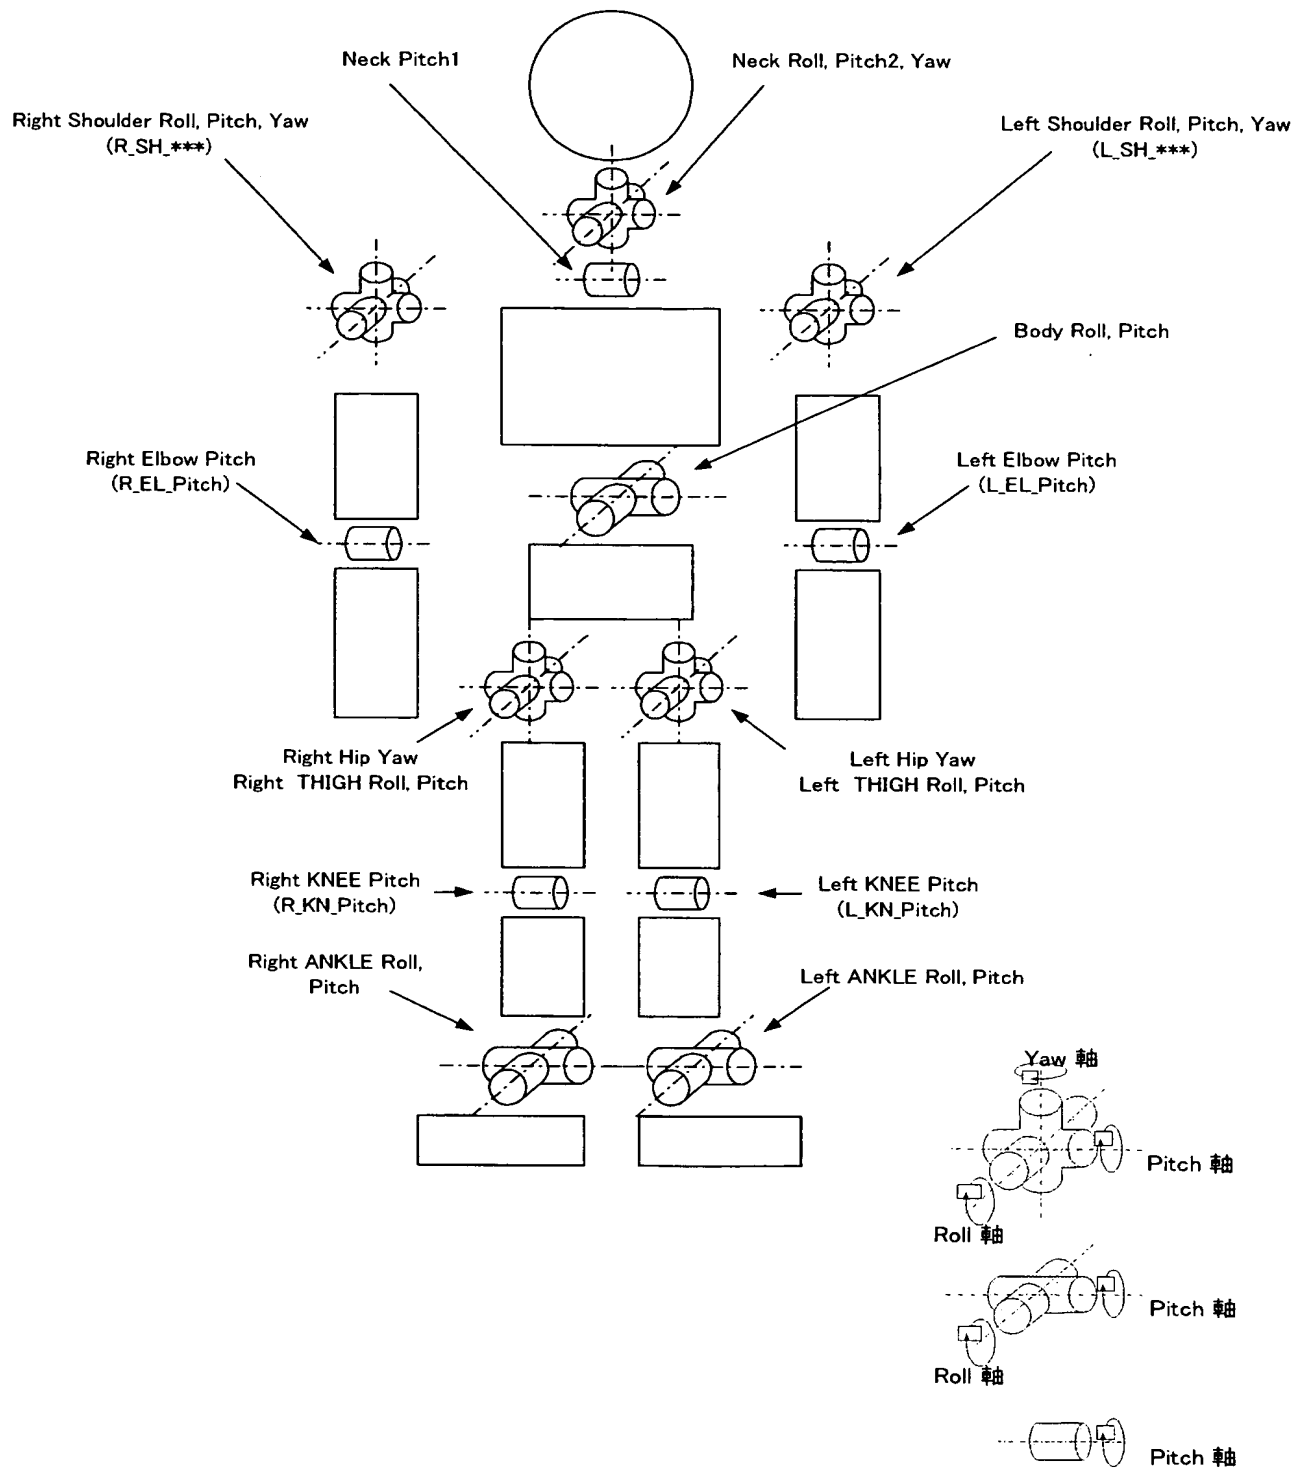 Neck Pitch1
Neck Roll, Pitch2, Yaw
Right Shoulder Roll, Pitch, Yaw
(R_SH_***)
Left Shoulder Roll, Pitch, Yaw
(L_SH_***)
Body Roll, Pitch
Right Elbow Pitch
(R_EL_Pitch)
Left Elbow Pitch
(L_EL_Pitch)
Right Hip Yaw
Right THIGH Roll, Pitch
Left Hip Yaw
Left THIGH Roll, Pitch
Right KNEE Pitch
(R_KN_Pitch)
Left KNEE Pitch
(L_KN_Pitch)
Right ANKLE Roll,
Pitch
Left ANKLE Roll, Pitch
Yaw 軸
Pitch 軸
Roll 軸
Pitch 軸
Roll 軸
Pitch 軸